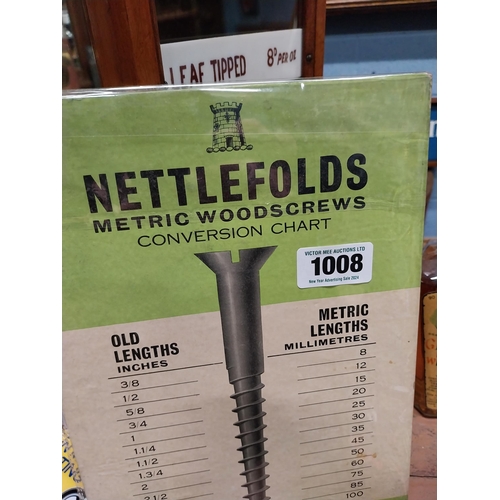 LEAF TIPPED 8D PER OZ
NETTLEFOLDS
METRIC WOODSCREWS
CONVERSION CHART
VICTOR MEE AUCTIONS LTD
1008
New Year Advertising Sale 2024
OLD
LENGTHS
INCHES
METRIC
LENGTHS
MILLIMETRES
3/8
1/2
5/8
3/4
1
1.1/4
1.1/2
1.3/4
2
2.1/2
8
12
15
20
25
30
35
45
50
60
75
85
100